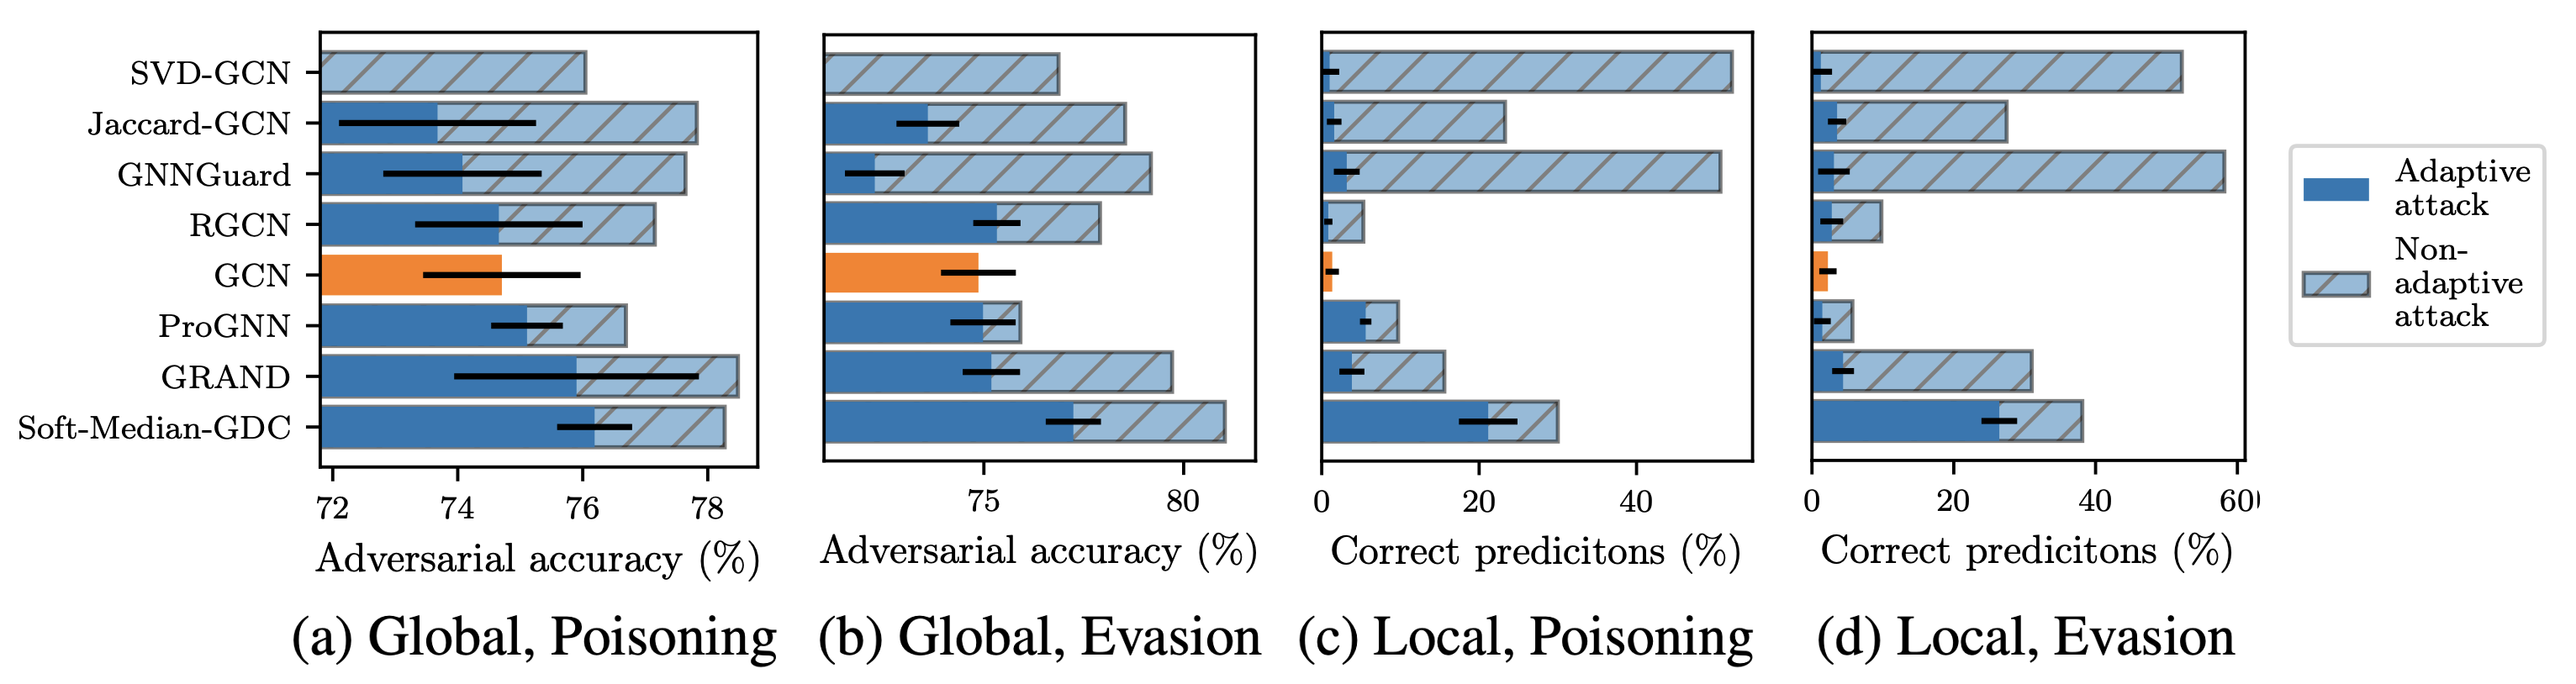 SVD-GCN
Jaccard-GCN
GNNGuard
RGCN
GCN
ProGNN
GRAND
Soft-Median-GDC
72 74 76 78
Adversarial accuracy (%)
(a) Global, Poisoning
75 80
Adversarial accuracy (%)
(b) Global, Evasion
0 20 40
Correct predicitons (%)
(c) Local, Poisoning
0 20 40 60
Correct predicitons (%)
(d) Local, Evasion
Adaptive
attack
Non-
adaptive
attack